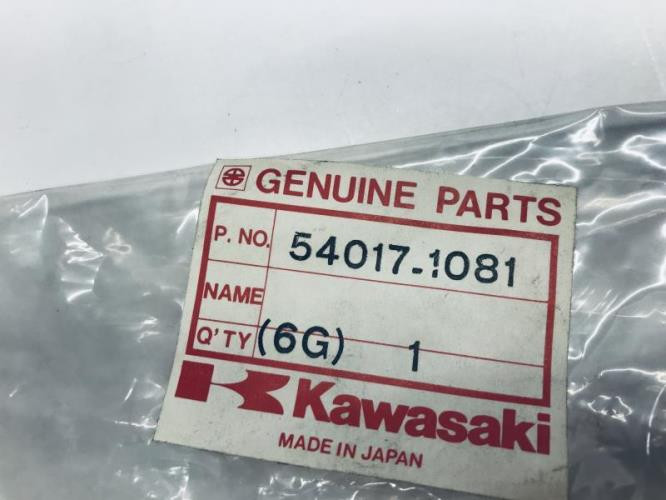 GENUINE PARTS
P. NO. 54017-1081
NAME
Q'TY (6G) 1
Kawasaki
MADE IN JAPAN